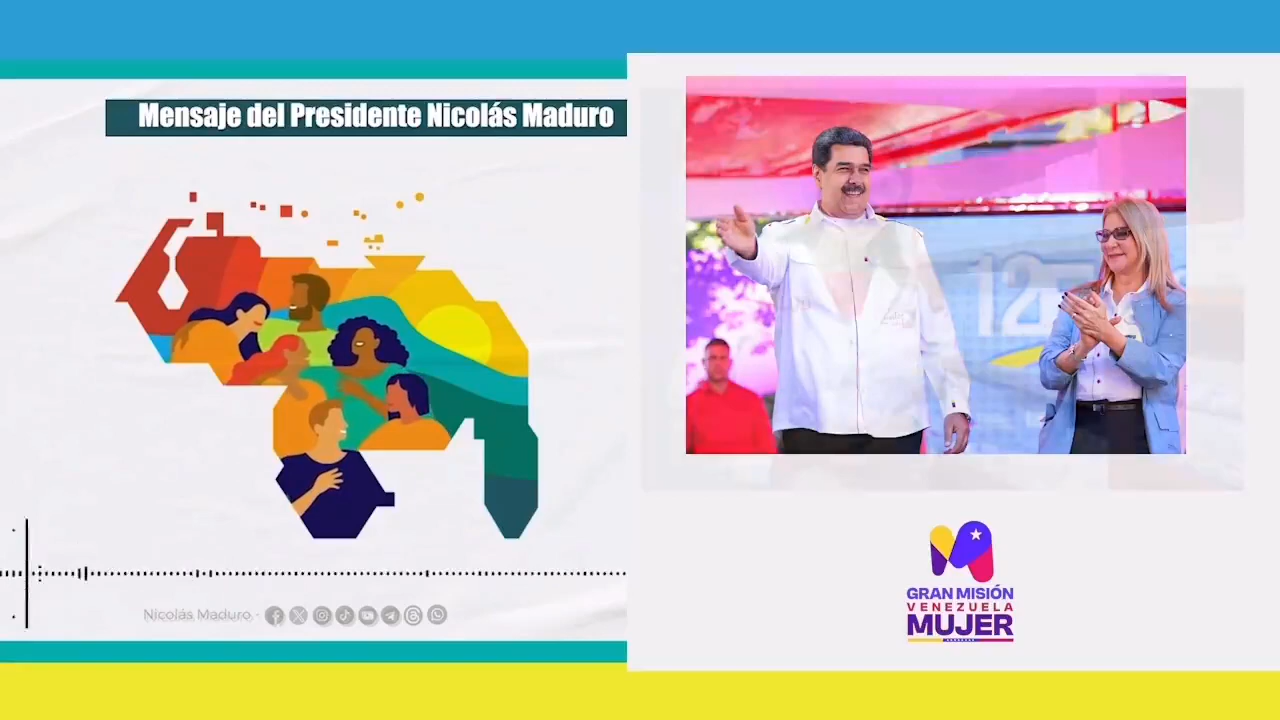 Mensaje del Presidente Nicolás Maduro
Nicolás Maduro
GRAN MISIÓN
VENEZUELA
MUJER